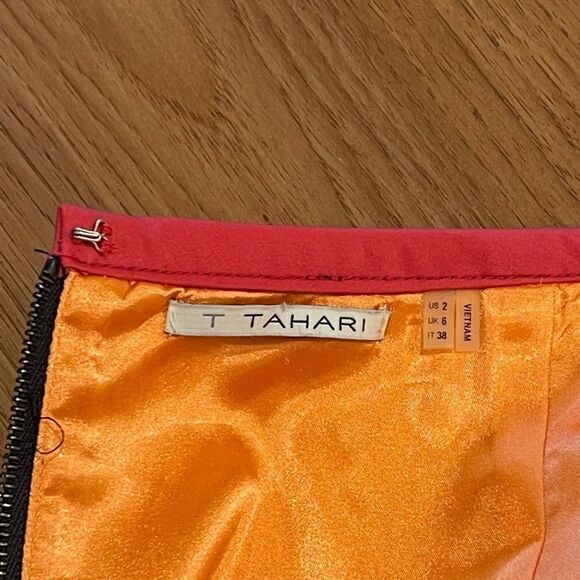 T TAHARI
US 2
UK 6
IT 38
VIETNAM